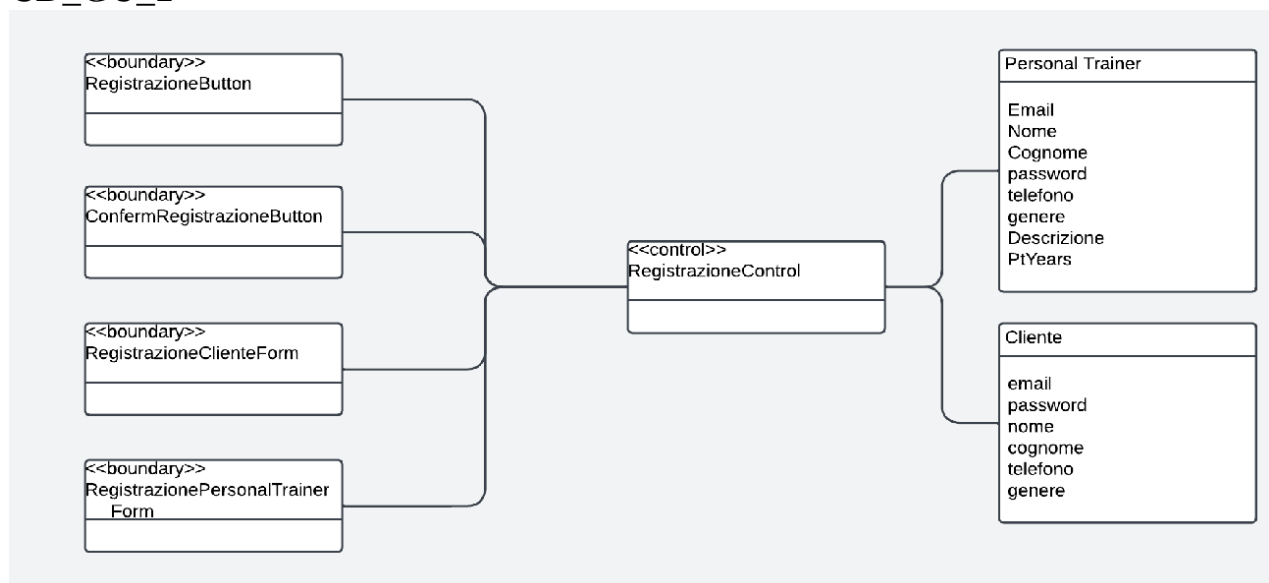 <<boundary>>
RegistrazioneButton
<<boundary>>
ConfermRegistrazioneButton
<<boundary>>
RegistrazioneClienteForm
<<boundary>>
RegistrazionePersonalTrainer
Form
<<control>>
RegistrazioneControl
Personal Trainer
Email
Nome
Cognome
password
telefono
genere
Descrizione
PtYears
Cliente
email
password
nome
cognome
telefono
genere